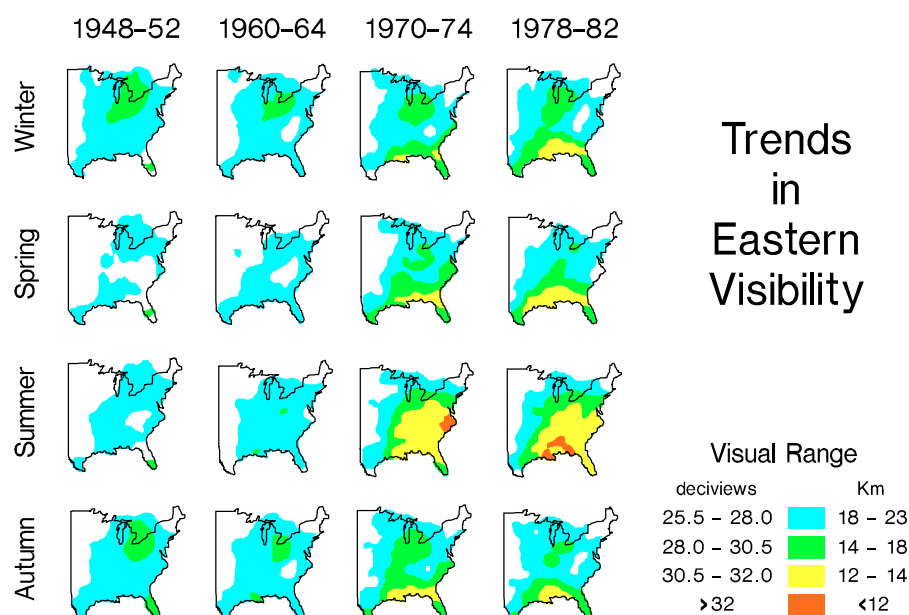 1948–52 1960–64 1970–74 1978–82
Winter
Spring
Summer
Autumn
Trends
in
Eastern
Visibility
Visual Range
deciviews Km
25.5 – 28.0 18 – 23
28.0 – 30.5 14 – 18
30.5 – 32.0 12 – 14
>32 <12